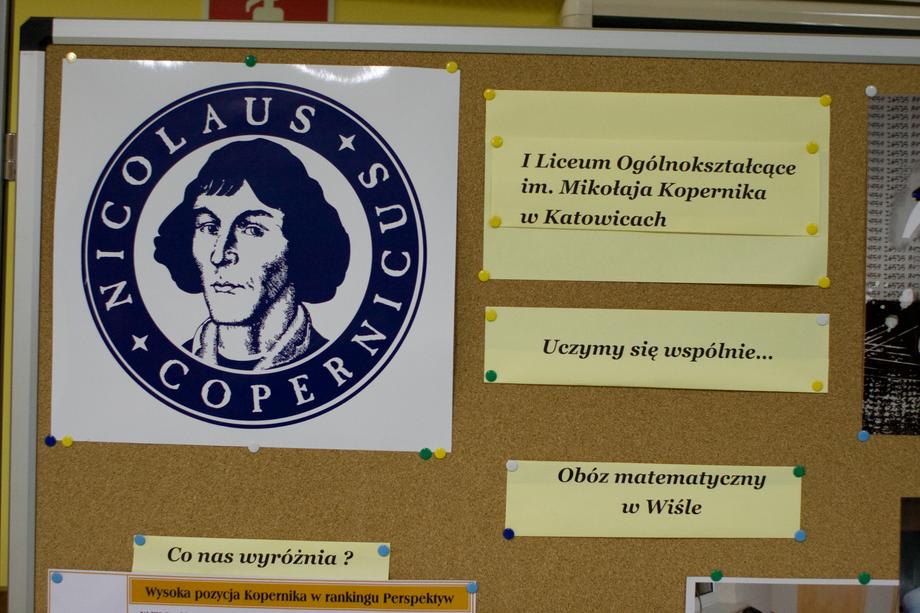 NICOLAUS
COPERNICUS
I Liceum Ogólnokształcące
im. Mikołaja Kopernika
w Katowicach
Uczymy się wspólnie...
Obóz matematyczny
w Wiśle
Co nas wyróżnia ?
Wysoka pozycja Kopernika w rankingu Perspektyw